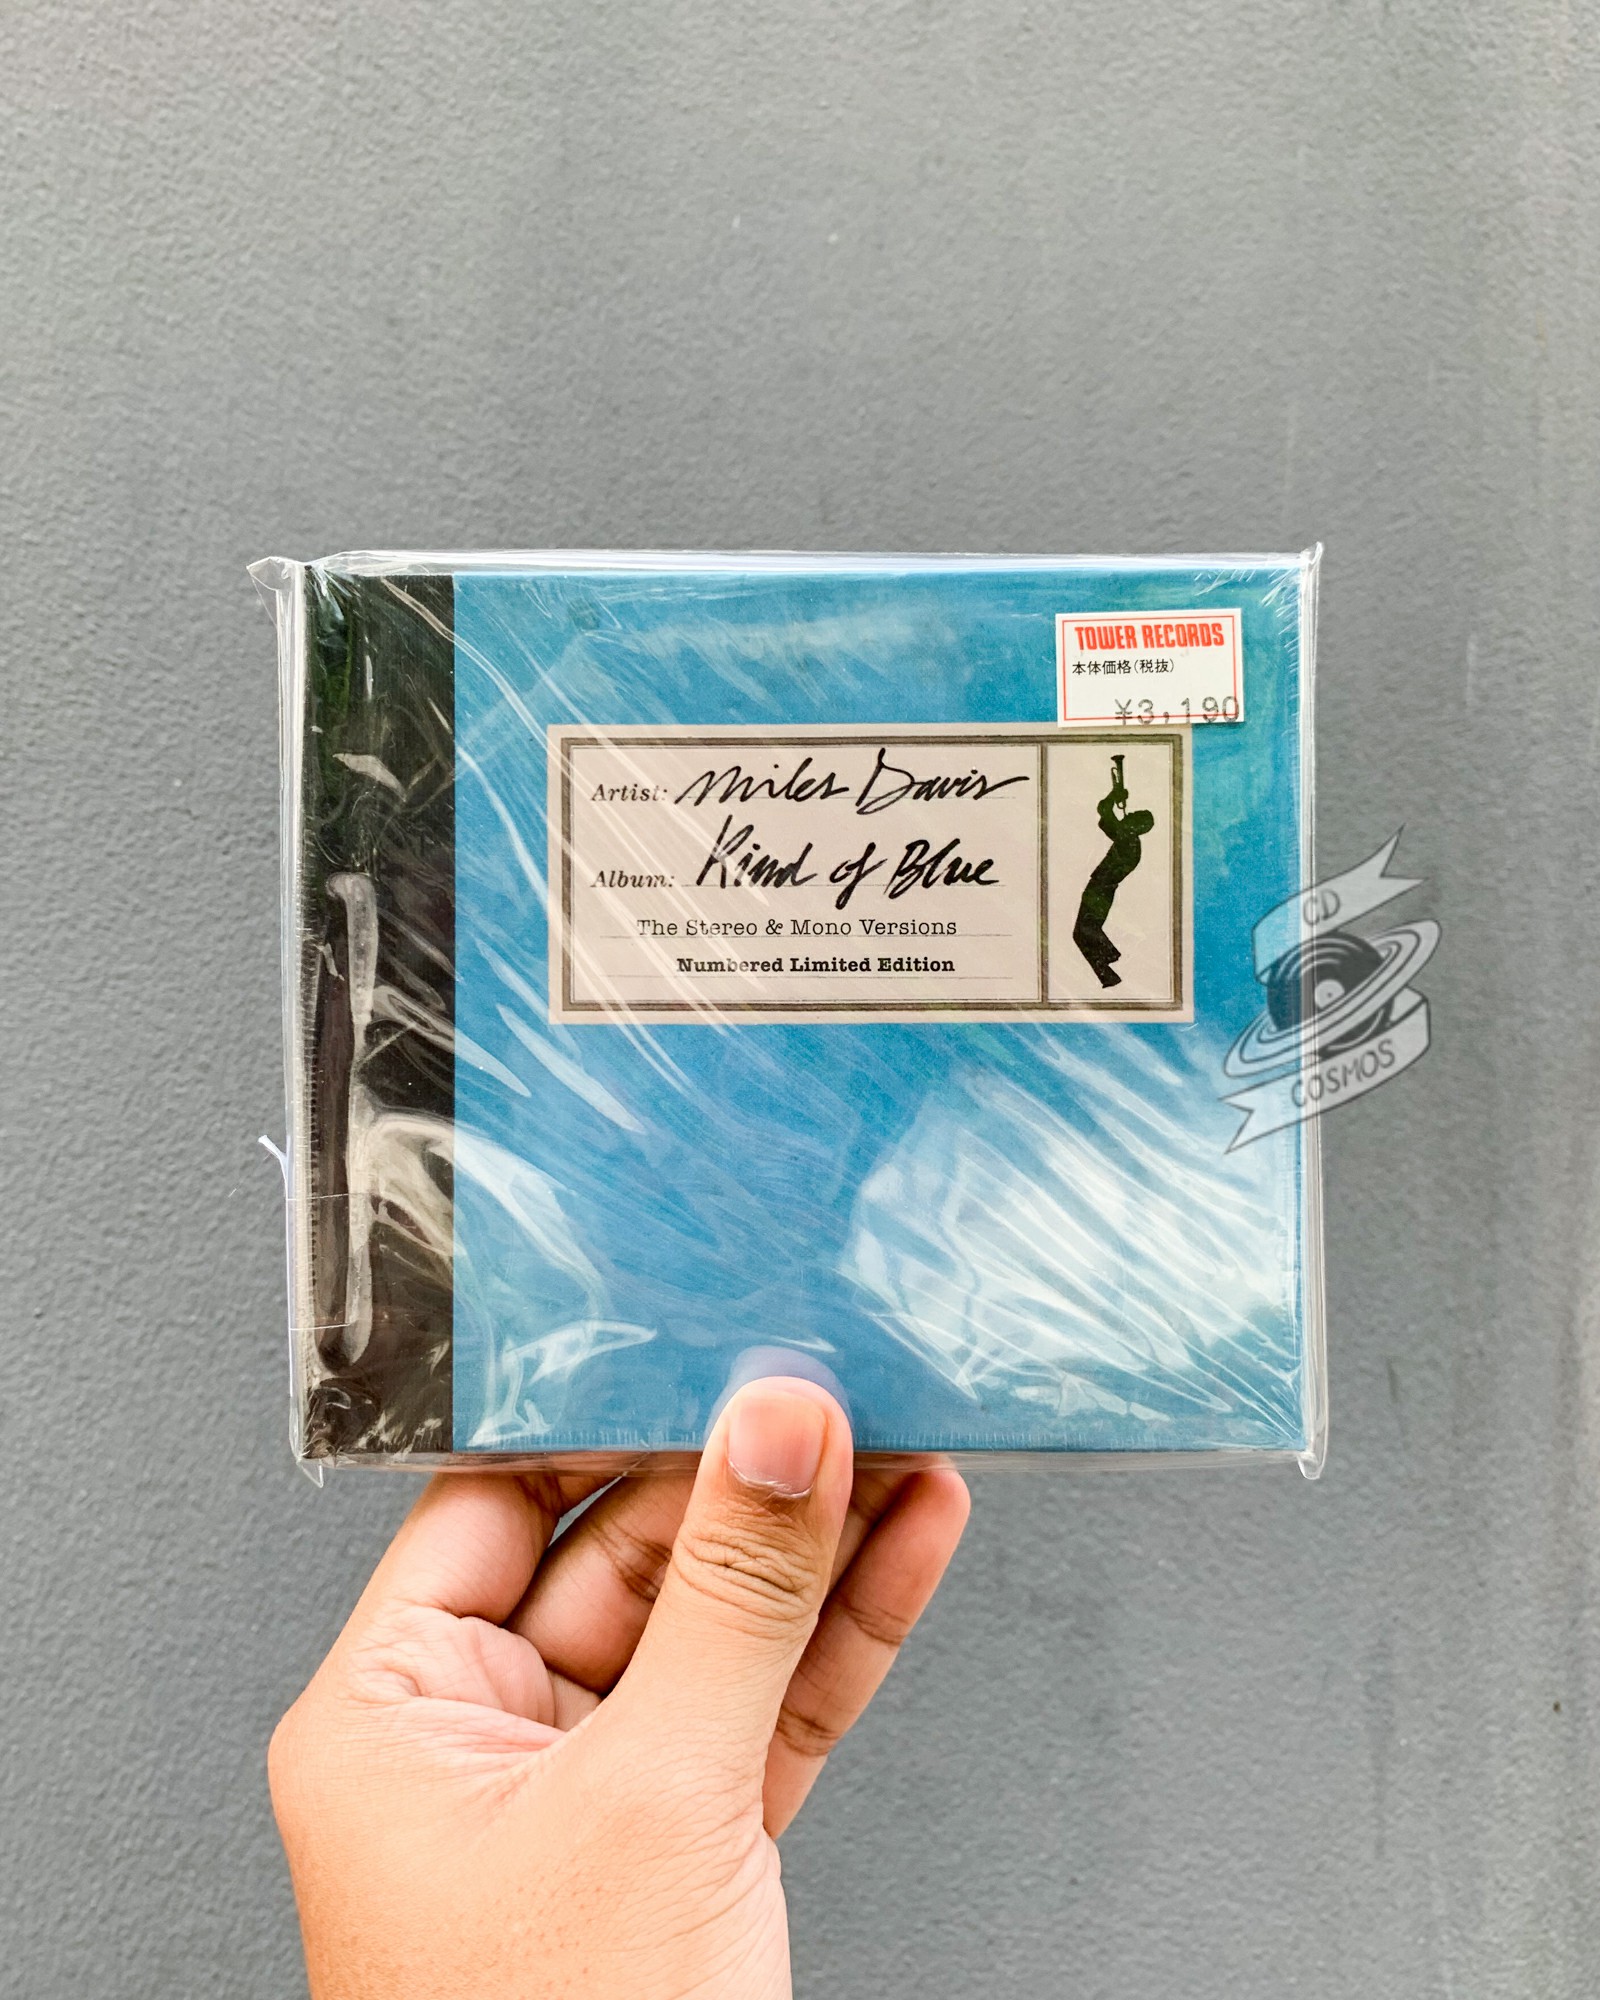 TOWER RECORDS
本体価格(税抜)
¥3,190
Artist: Miles Davis
Album: Kind of Blue
The Stereo & Mono Versions
Numbered Limited Edition
CD
COSMOS